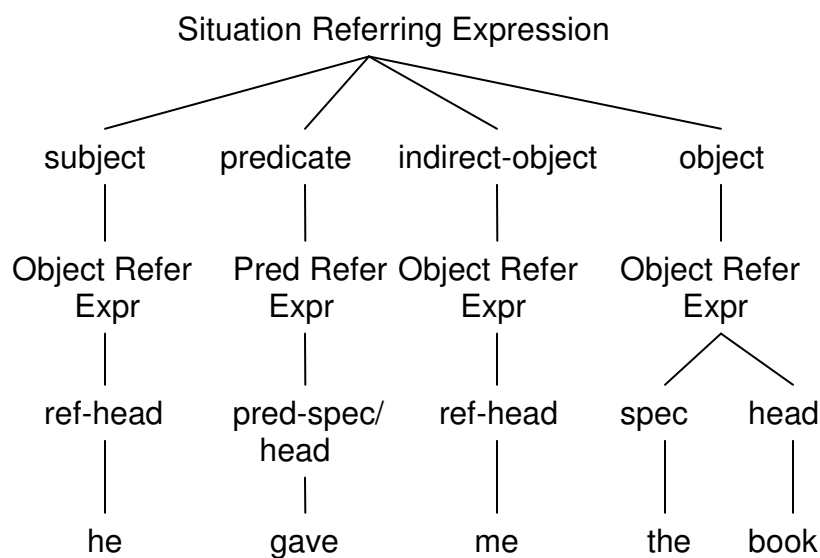 Situation Referring Expression
subject predicate indirect-object object
Object Refer Expr Pred Refer Expr Object Refer Expr Object Refer Expr
ref-head pred-spec/ head ref-head spec head
he gave me the book